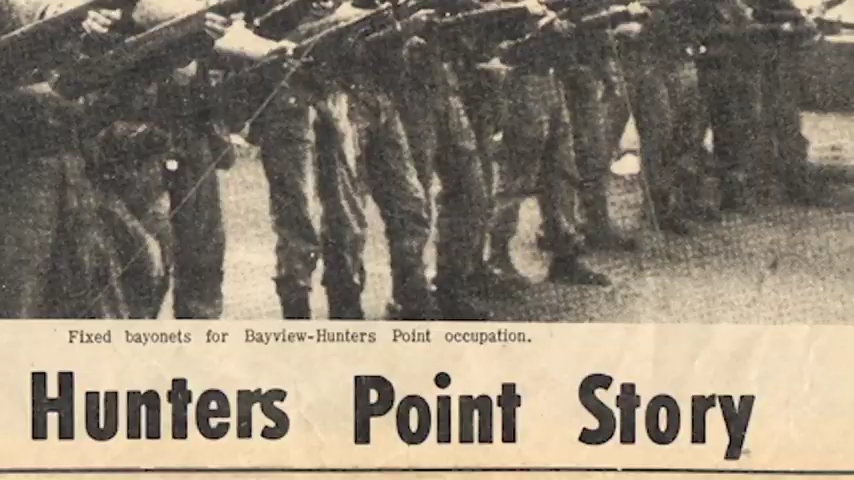 Fixed bayonets for Bayview-Hunters Point occupation.
Hunters Point Story